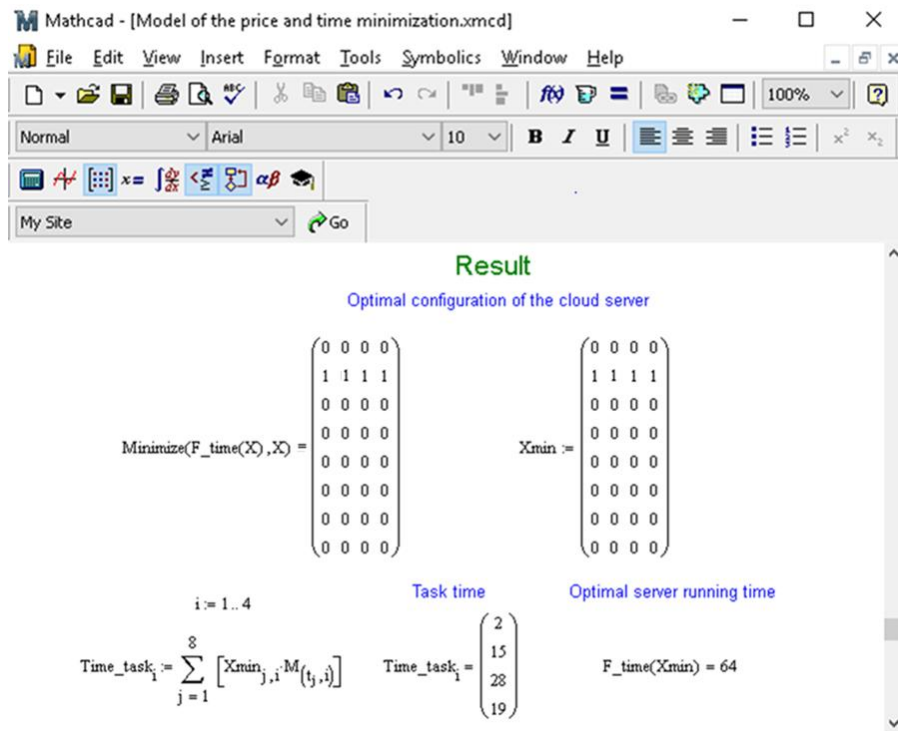 Mathcad - [Model of the price and time minimization.xmcd]
File Edit View Insert Format Tools Symbolics Window Help
100%
Normal Arial 10 B I U
My Site Go
Result
Optimal configuration of the cloud server
Minimize(F_time(X),X) =
0 0 0 0
1 1 1 1
0 0 0 0
0 0 0 0
0 0 0 0
0 0 0 0
0 0 0 0
0 0 0 0
Xmin :=
0 0 0 0
1 1 1 1
0 0 0 0
0 0 0 0
0 0 0 0
0 0 0 0
0 0 0 0
0 0 0 0
i := 1..4
Time_task_i := ∑_{j = 1}^{8} [Xmin_{j,i}·M_{(t_j,i)}]
Task time
Time_task_i =
2
15
28
19
Optimal server running time
F_time(Xmin) = 64